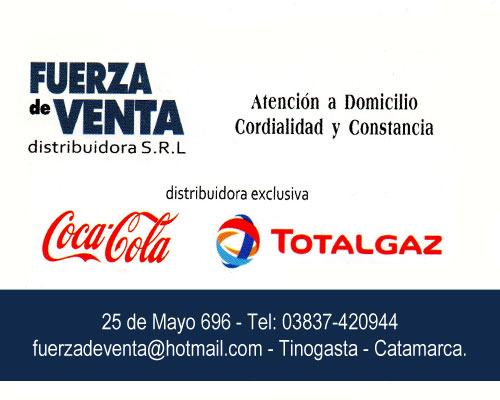 FUERZA
de VENTA
distribuidora S.R.L
Atención a Domicilio
Cordialidad y Constancia
distribuidora exclusiva
Coca-Cola
TOTALGAZ
25 de Mayo 696 - Tel: 03837-420944
fuerzadeventa@hotmail.com - Tinogasta - Catamarca.